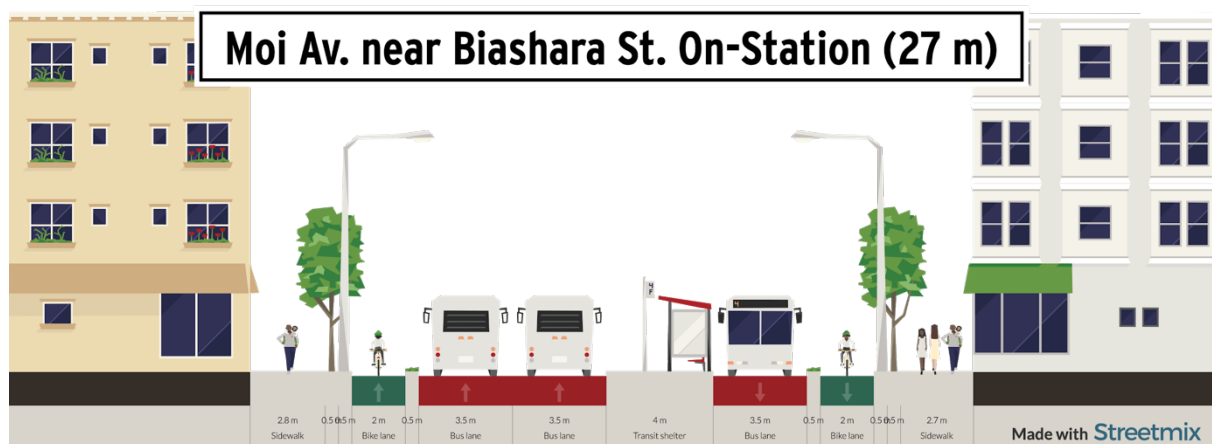 Moi Av. near Biashara St. On-Station (27 m)
4
2.8 m 0.5 m 0.5 m 2 m 0.5 m 3.5 m 3.5 m 4 m 3.5 m 0.5 m 2 m 0.5 m 0.5 m 2.7 m
Sidewalk Bike lane Bus lane Bus lane Transit shelter Bus lane Bike lane Sidewalk
Made with Streetmix